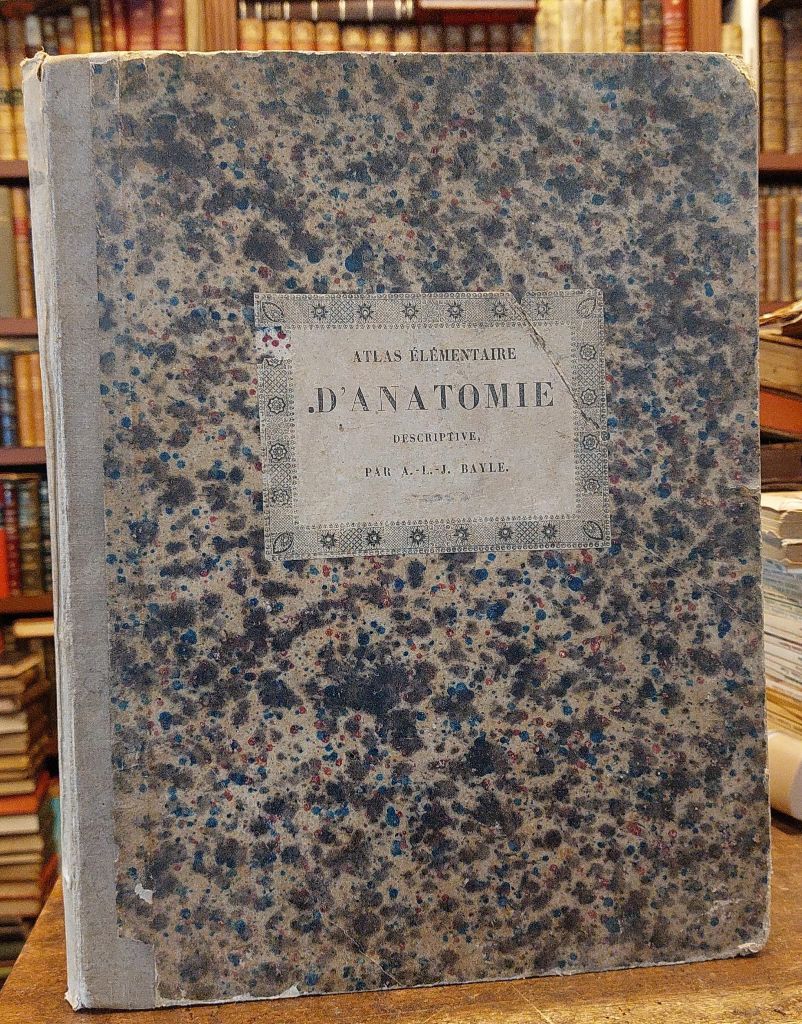 ATLAS ÉLÉMENTAIRE
D'ANATOMIE
DESCRIPTIVE,
PAR A.-L.-J. BAYLE.